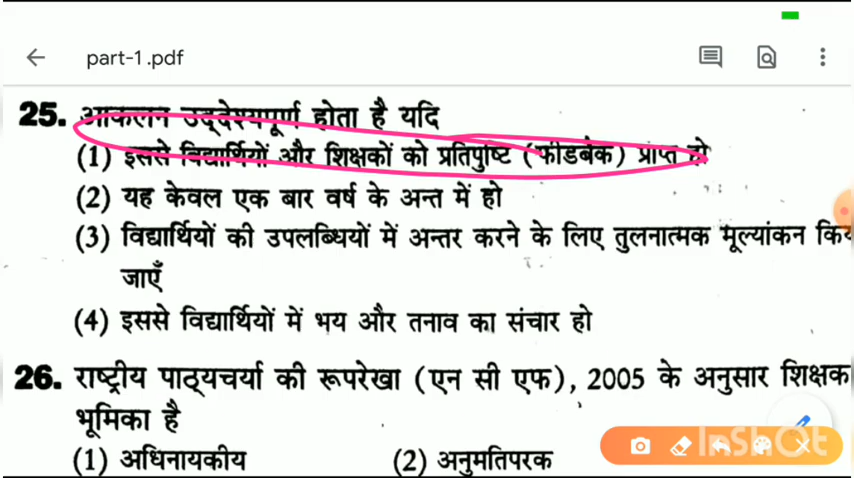 part-1.pdf
25. आकलन उद्देश्यपूर्ण होता है यदि
(1) इससे विद्यार्थियों और शिक्षकों को प्रतिपुष्टि (फीडबैक) प्राप्त हो
(2) यह केवल एक बार वर्ष के अन्त में हो
(3) विद्यार्थियों की उपलब्धियों में अन्तर करने के लिए तुलनात्मक मूल्यांकन किय
जाएँ
(4) इससे विद्यार्थियों में भय और तनाव का संचार हो
26. राष्ट्रीय पाठ्यचर्या की रूपरेखा (एन सी एफ), 2005 के अनुसार शिक्षक
भूमिका है
(1) अधिनायकीय (2) अनुमतिपरक
InShOt